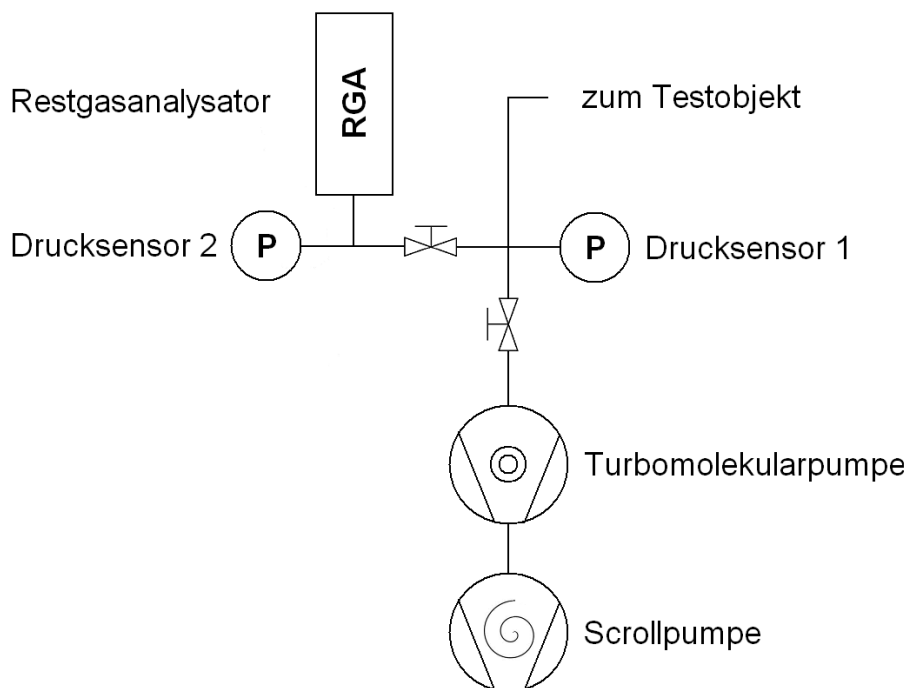 Restgasanalysator
RGA
zum Testobjekt
Drucksensor 2
P
P
Drucksensor 1
Turbomolekularpumpe
Scrollpumpe